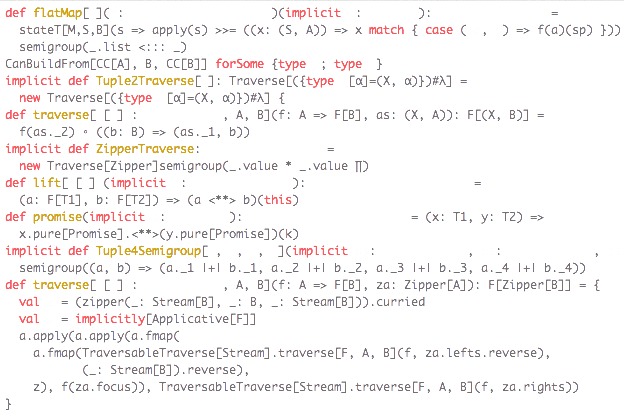 def flatMap[ ]( :                     )(implicit  :            ):                =
stateT[M,S,B](s => apply(s) >>= ((x: (S, A)) => x match { case (  ,  ) => f(a)(sp) }))
semigroup(_.list <::: _)
CanBuildFrom[CC[A], B, CC[B]] forSome {type  ; type  }
implicit def Tuple2Traverse[ ]: Traverse[({type  [α]=(X, α)})#λ] =
new Traverse[({type  [α]=(X, α)})#λ] {
def traverse[ [ ] :            , A, B](f: A => F[B], as: (X, A)): F[(X, B)] =
f(as._2) ∘ ((b: B) => (as._1, b))
implicit def ZipperTraverse:                  =
new Traverse[Zipper]semigroup(_.value * _.value ∏)
def lift[ [ ] (implicit  :               ):                        =
(a: F[T1], b: F[T2]) => (a <**> b)(this)
def promise(implicit  :         ):                        = (x: T1, y: T2) =>
x.pure[Promise].<**>(y.pure[Promise])(k)
implicit def Tuple4Semigroup[ ,  ,  ,  ](implicit   :             ,  :             ,
semigroup((a, b) => (a._1 |+| b._1, a._2 |+| b._2, a._3 |+| b._3, a._4 |+| b._4))
def traverse[ [ ] :            , A, B](f: A => F[B], za: Zipper[A]): F[Zipper[B]] = {
val   = (zipper(_: Stream[B], _: B, _: Stream[B])).curried
val   = implicitly[Applicative[F]]
a.apply(a.apply(a.fmap(
a.fmap(TraversableTraverse[Stream].traverse[F, A, B](f, za.lefts.reverse),
(_: Stream[B]).reverse),
z), f(za.focus)), TraversableTraverse[Stream].traverse[F, A, B](f, za.rights))
}